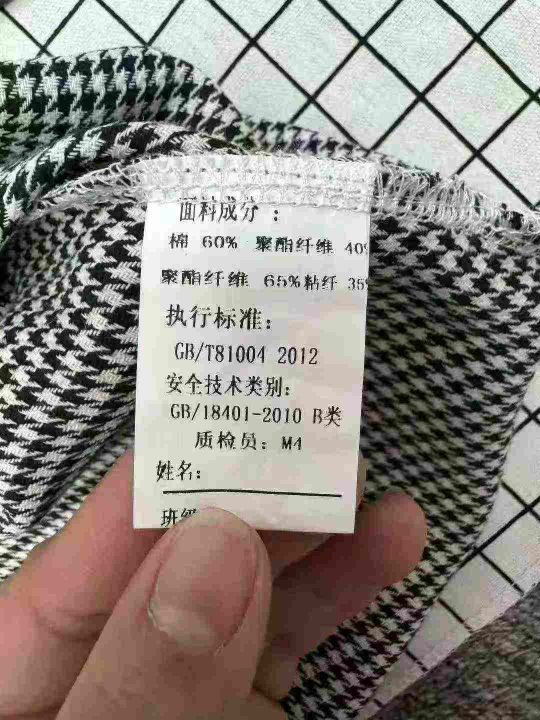 面料成分：
棉 60% 聚酯纤维 40%
聚酯纤维 65%粘纤 35%
执行标准：
GB/T81004 2012
安全技术类别：
GB/18401-2010 B类
质检员：M4
姓名：
班级